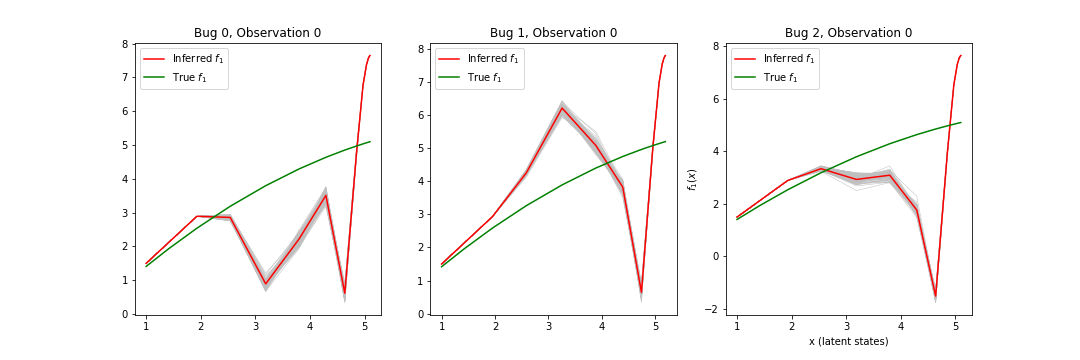 Bug 0, Observation 0
Inferred f₁
True f₁
8
7
6
5
4
3
2
1
0
1 2 3 4 5
Bug 1, Observation 0
Inferred f₁
True f₁
8
7
6
5
4
3
2
1
0
1 2 3 4 5
Bug 2, Observation 0
Inferred f₁
True f₁
f₁(x)
8
6
4
2
0
−2
1 2 3 4 5
x (latent states)